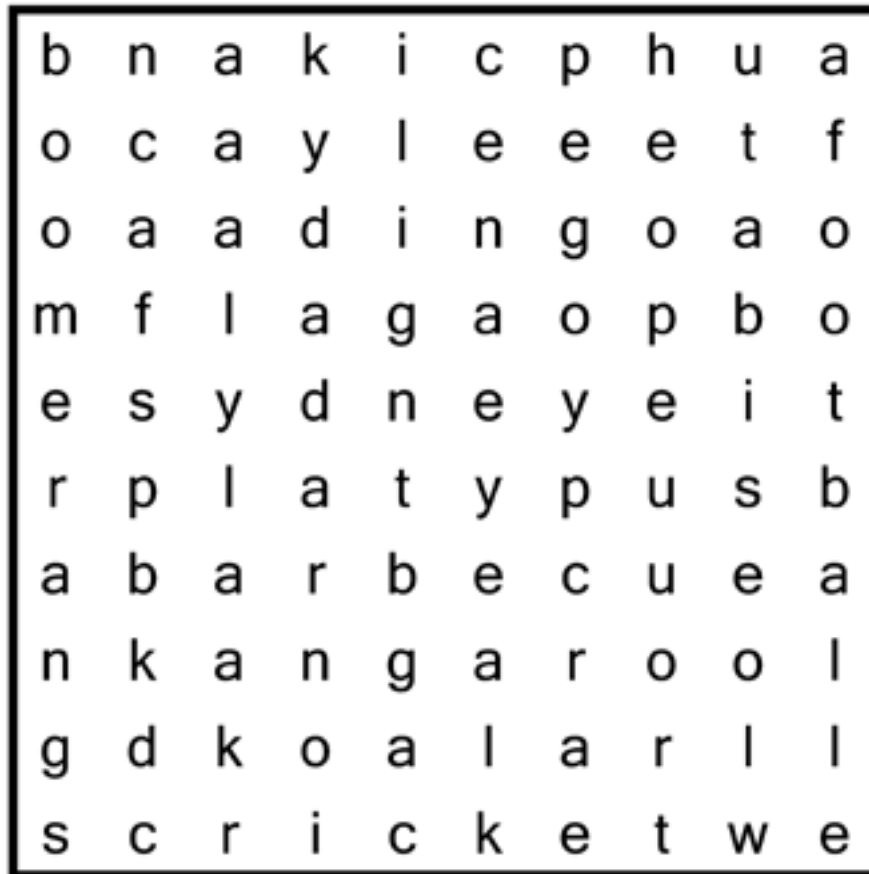 b n a k i c p h u a
o c a y l e e e t f
o a a d i n g o a o
m f l a g a o p b o
e s y d n e y e i t
r p l a t y p u s b
a b a r b e c u e a
n k a n g a r o o l
g d k o a l a r l l
s c r i c k e t w e